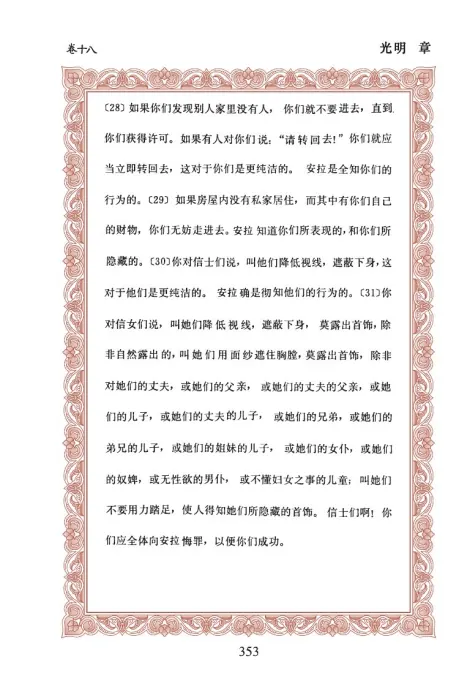 卷十八
光明 章
〔28〕如果你们发现别人家里没有人， 你们就不要进去，直到
你们获得许可。如果有人对你们说：“请转回去！”你们就应
当立即转回去，这对于你们是更纯洁的。 安拉是全知你们的
行为的。〔29〕如果房屋内没有私家居住， 而其中有你们自己
的财物，你们无妨走进去。安拉知道你们所表现的，和你们所
隐藏的。〔30〕你对信士们说，叫他们降低视线，遮蔽下身，这
对于他们是更纯洁的。 安拉确是彻知他们的行为的。〔31〕你
对信女们说，叫她们降低视线，遮蔽下身， 莫露出首饰，除
非自然露出的，叫她们用面纱遮住胸膛，莫露出首饰，除非
对她们的丈夫，或她们的父亲， 或她们的丈夫的父亲，或她
们的儿子，或她们的丈夫的儿子， 或她们的兄弟，或她们的
弟兄的儿子，或她们的姐妹的儿子， 或她们的女仆，或她们
的奴婢，或无性欲的男仆， 或不懂妇女之事的儿童；叫她们
不要用力踏足，使人得知她们所隐藏的首饰。 信士们啊！你
们应全体向安拉悔罪，以便你们成功。
353